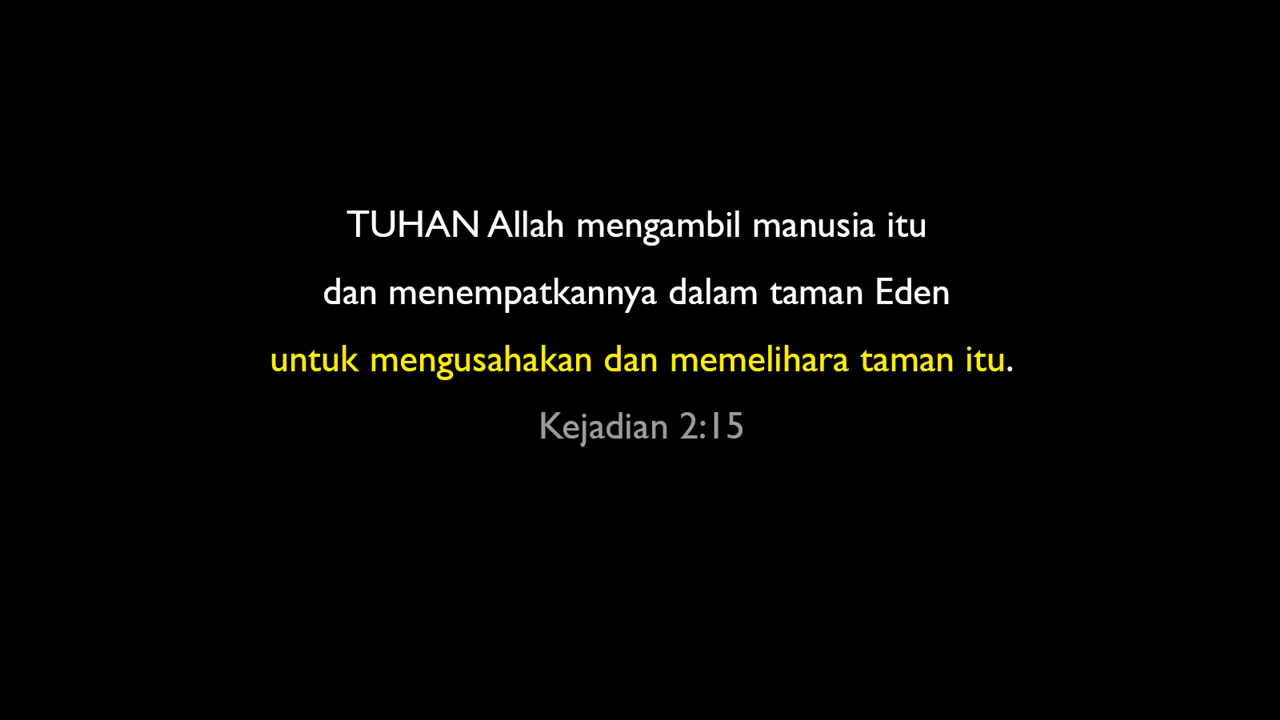 TUHAN Allah mengambil manusia itu
dan menempatkannya dalam taman Eden
untuk mengusahakan dan memelihara taman itu.
Kejadian 2:15